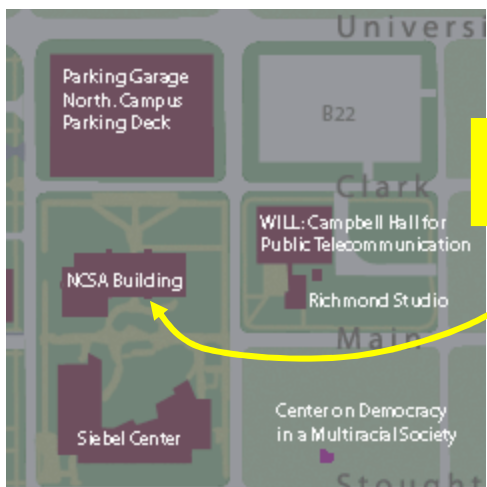 Universi
Parking Garage
North. Campus
Parking Deck
B22
Clark
WILL: Campbell Hall for
Public Telecommunication
NCSA Building
Richmond Studio
Main
Center on Democracy
in a Multiracial Society
Siebel Center
Stought